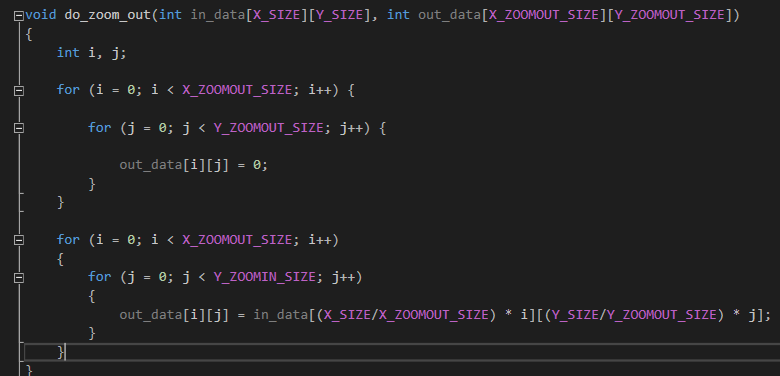 void do_zoom_out(int in_data[X_SIZE][Y_SIZE], int out_data[X_ZOOMOUT_SIZE][Y_ZOOMOUT_SIZE])
{
    int i, j;
    for (i = 0; i < X_ZOOMOUT_SIZE; i++) {
        for (j = 0; j < Y_ZOOMOUT_SIZE; j++) {
            out_data[i][j] = 0;
        }
    }
    for (i = 0; i < X_ZOOMOUT_SIZE; i++)
    {
        for (j = 0; j < Y_ZOOMIN_SIZE; j++)
        {
            out_data[i][j] = in_data[(X_SIZE/X_ZOOMOUT_SIZE) * i][(Y_SIZE/Y_ZOOMOUT_SIZE) * j];
        }
    }
}